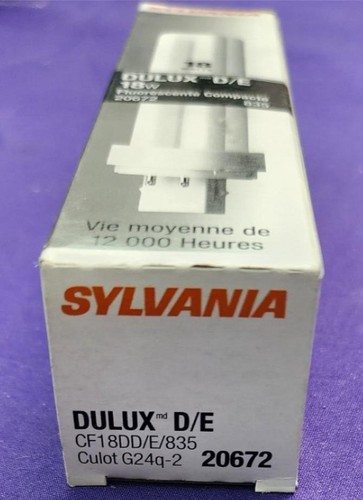 18
DULUX D/E
18W
Fluorescente Compacte
20672 835
Vie moyenne de
12 000 Heures
SYLVANIA
DULUX md D/E
CF18DD/E/835
Culot G24q-2 20672